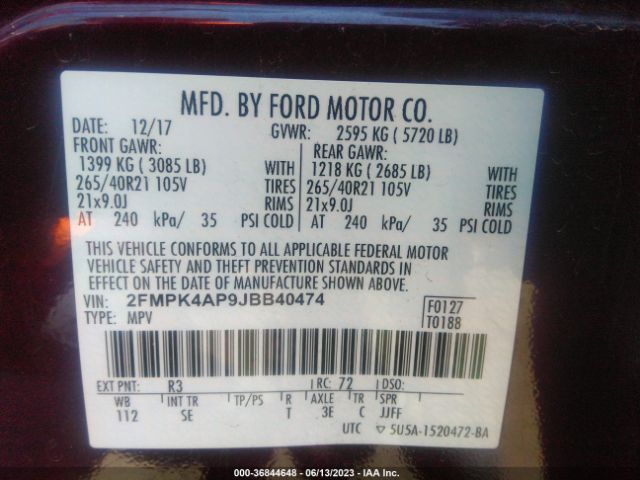 MFD. BY FORD MOTOR CO.
DATE: 12/17 GVWR: 2595 KG ( 5720 LB)
FRONT GAWR: REAR GAWR:
1399 KG ( 3085 LB) WITH 1218 KG ( 2685 LB) WITH
265/40R21 105V TIRES 265/40R21 105V TIRES
21x9.0J RIMS 21x9.0J RIMS
AT 240 kPa/ 35 PSI COLD AT 240 kPa/ 35 PSI COLD
THIS VEHICLE CONFORMS TO ALL APPLICABLE FEDERAL MOTOR
VEHICLE SAFETY AND THEFT PREVENTION STANDARDS IN
EFFECT ON THE DATE OF MANUFACTURE SHOWN ABOVE.
VIN: 2FMPK4AP9JBB40474 F0127
TYPE: MPV T0188
EXT PNT: R3 RC: 72 DSO:
WB INT TR TP/PS R AXLE TR SPR
112 SE T 3E C JJFF
UTC ▽ 5U5A-1520472-BA
000-36844648 - 06/13/2023 - IAA Inc.